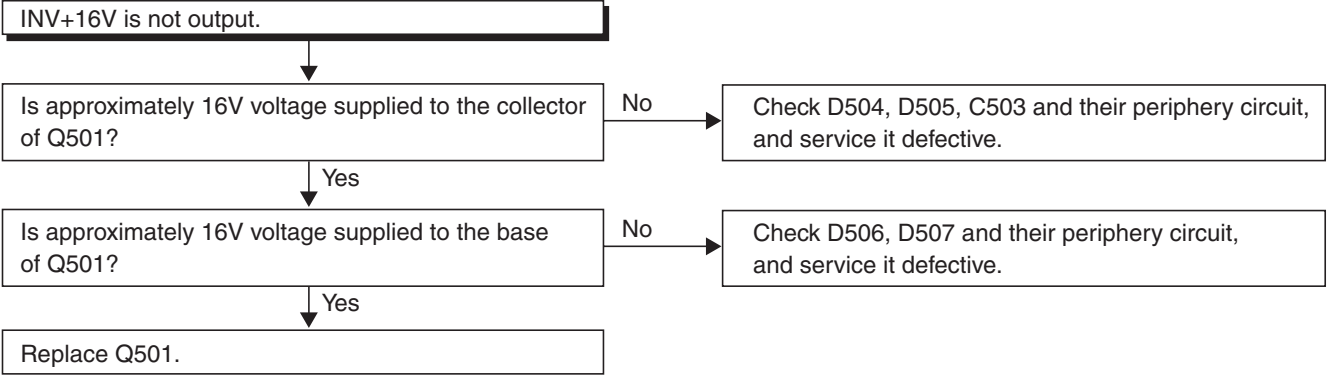 INV+16V is not output.
Is approximately 16V voltage supplied to the collector
of Q501?
No
Check D504, D505, C503 and their periphery circuit,
and service it defective.
Yes
Is approximately 16V voltage supplied to the base
of Q501?
No
Check D506, D507 and their periphery circuit,
and service it defective.
Yes
Replace Q501.